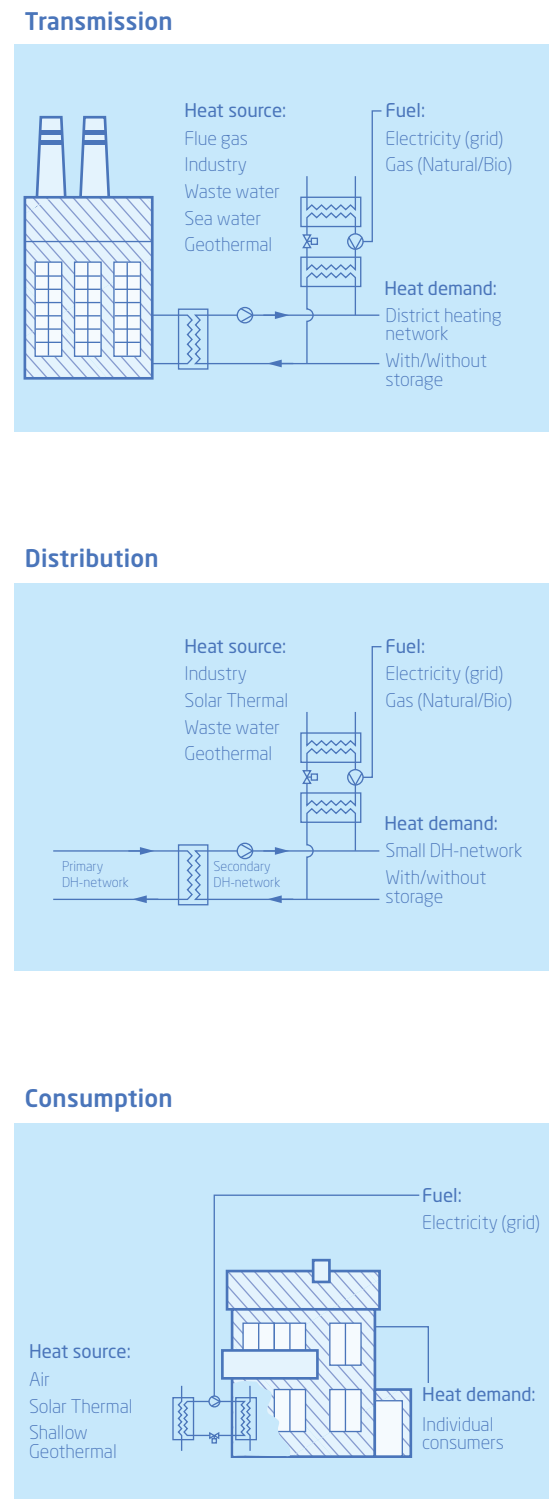 Transmission
Heat source:
Flue gas
Industry
Waste water
Sea water
Geothermal
Fuel:
Electricity (grid)
Gas (Natural/Bio)
Heat demand:
District heating
network
With/Without
storage
Distribution
Heat source:
Industry
Solar Thermal
Waste water
Geothermal
Fuel:
Electricity (grid)
Gas (Natural/Bio)
Primary
DH-network
Secondary
DH-network
Heat demand:
Small DH-network
With/without
storage
Consumption
Fuel:
Electricity (grid)
Heat source:
Air
Solar Thermal
Shallow
Geothermal
Heat demand:
Individual
consumers